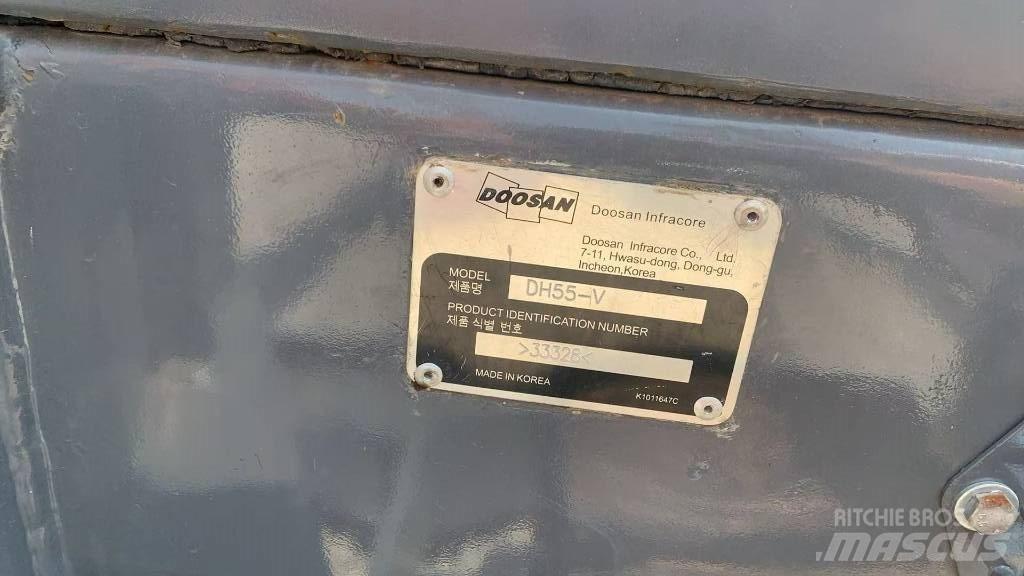 DOOSAN Doosan Infracore
Doosan Infracore Co., Ltd.
7-11, Hwasu-dong, Dong-gu,
Incheon,Korea
MODEL
제품명
DH55-V
PRODUCT IDENTIFICATION NUMBER
제품 식별 번호
>33328<
MADE IN KOREA
K1011647C
RITCHIE BROS
MASCUS